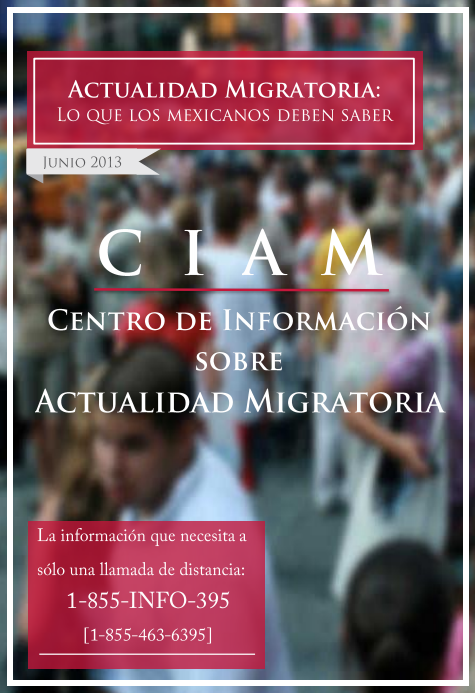 ACTUALIDAD MIGRATORIA:
LO QUE LOS MEXICANOS DEBEN SABER
JUNIO 2013
CIAM
CENTRO DE INFORMACIÓN
SOBRE
ACTUALIDAD MIGRATORIA
La información que necesita a
sólo una llamada de distancia:
1-855-INFO-395
[1-855-463-6395]